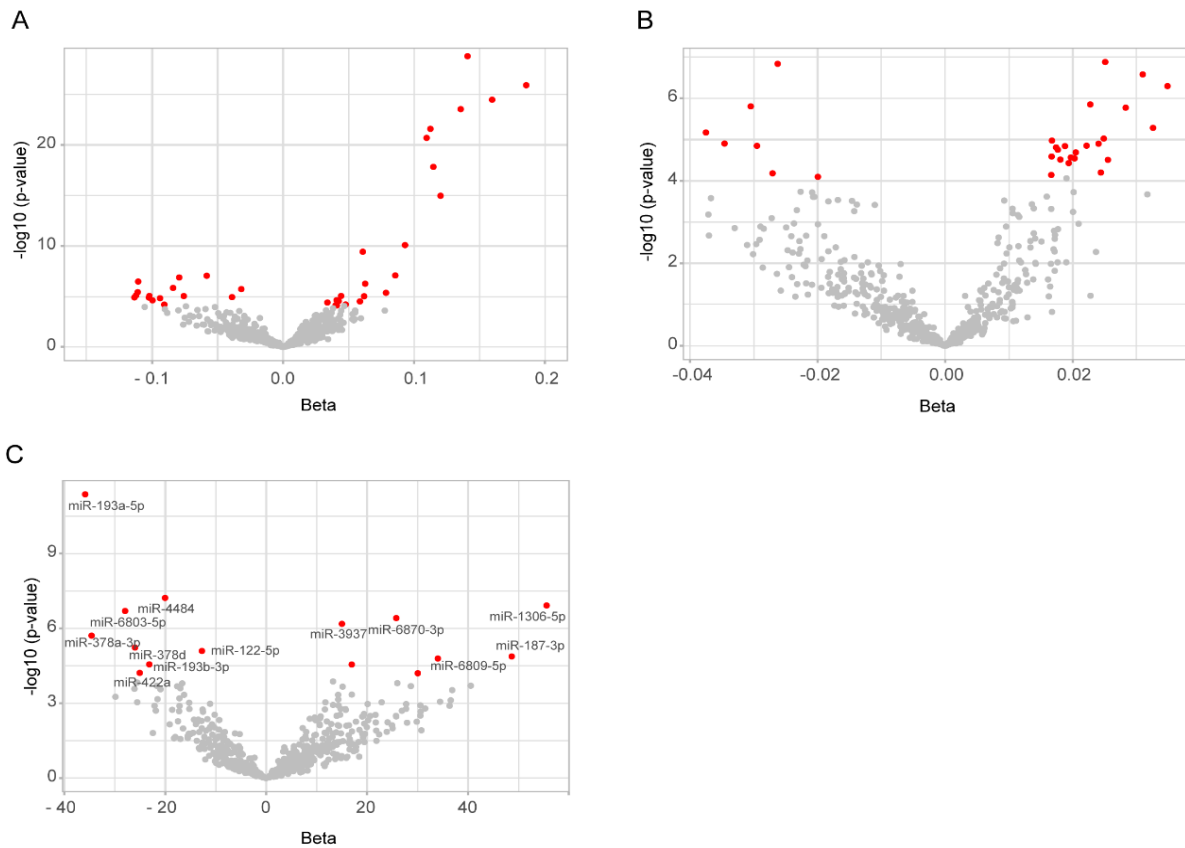 A
-log10 (p-value)
20
10
0
- 0.1
0.0
0.1
0.2
Beta
B
-log10 (p-value)
6
4
2
0
-0.04
-0.02
0.00
0.02
Beta
C
-log10 (p-value)
9
6
3
0
miR-193a-5p
miR-4484
miR-6803-5p
miR-378a-3p
miR-378d
miR-193b-3p
miR-422a
miR-122-5p
miR-3937
miR-6870-3p
miR-1306-5p
miR-187-3p
miR-6809-5p
- 40
- 20
0
20
40
Beta